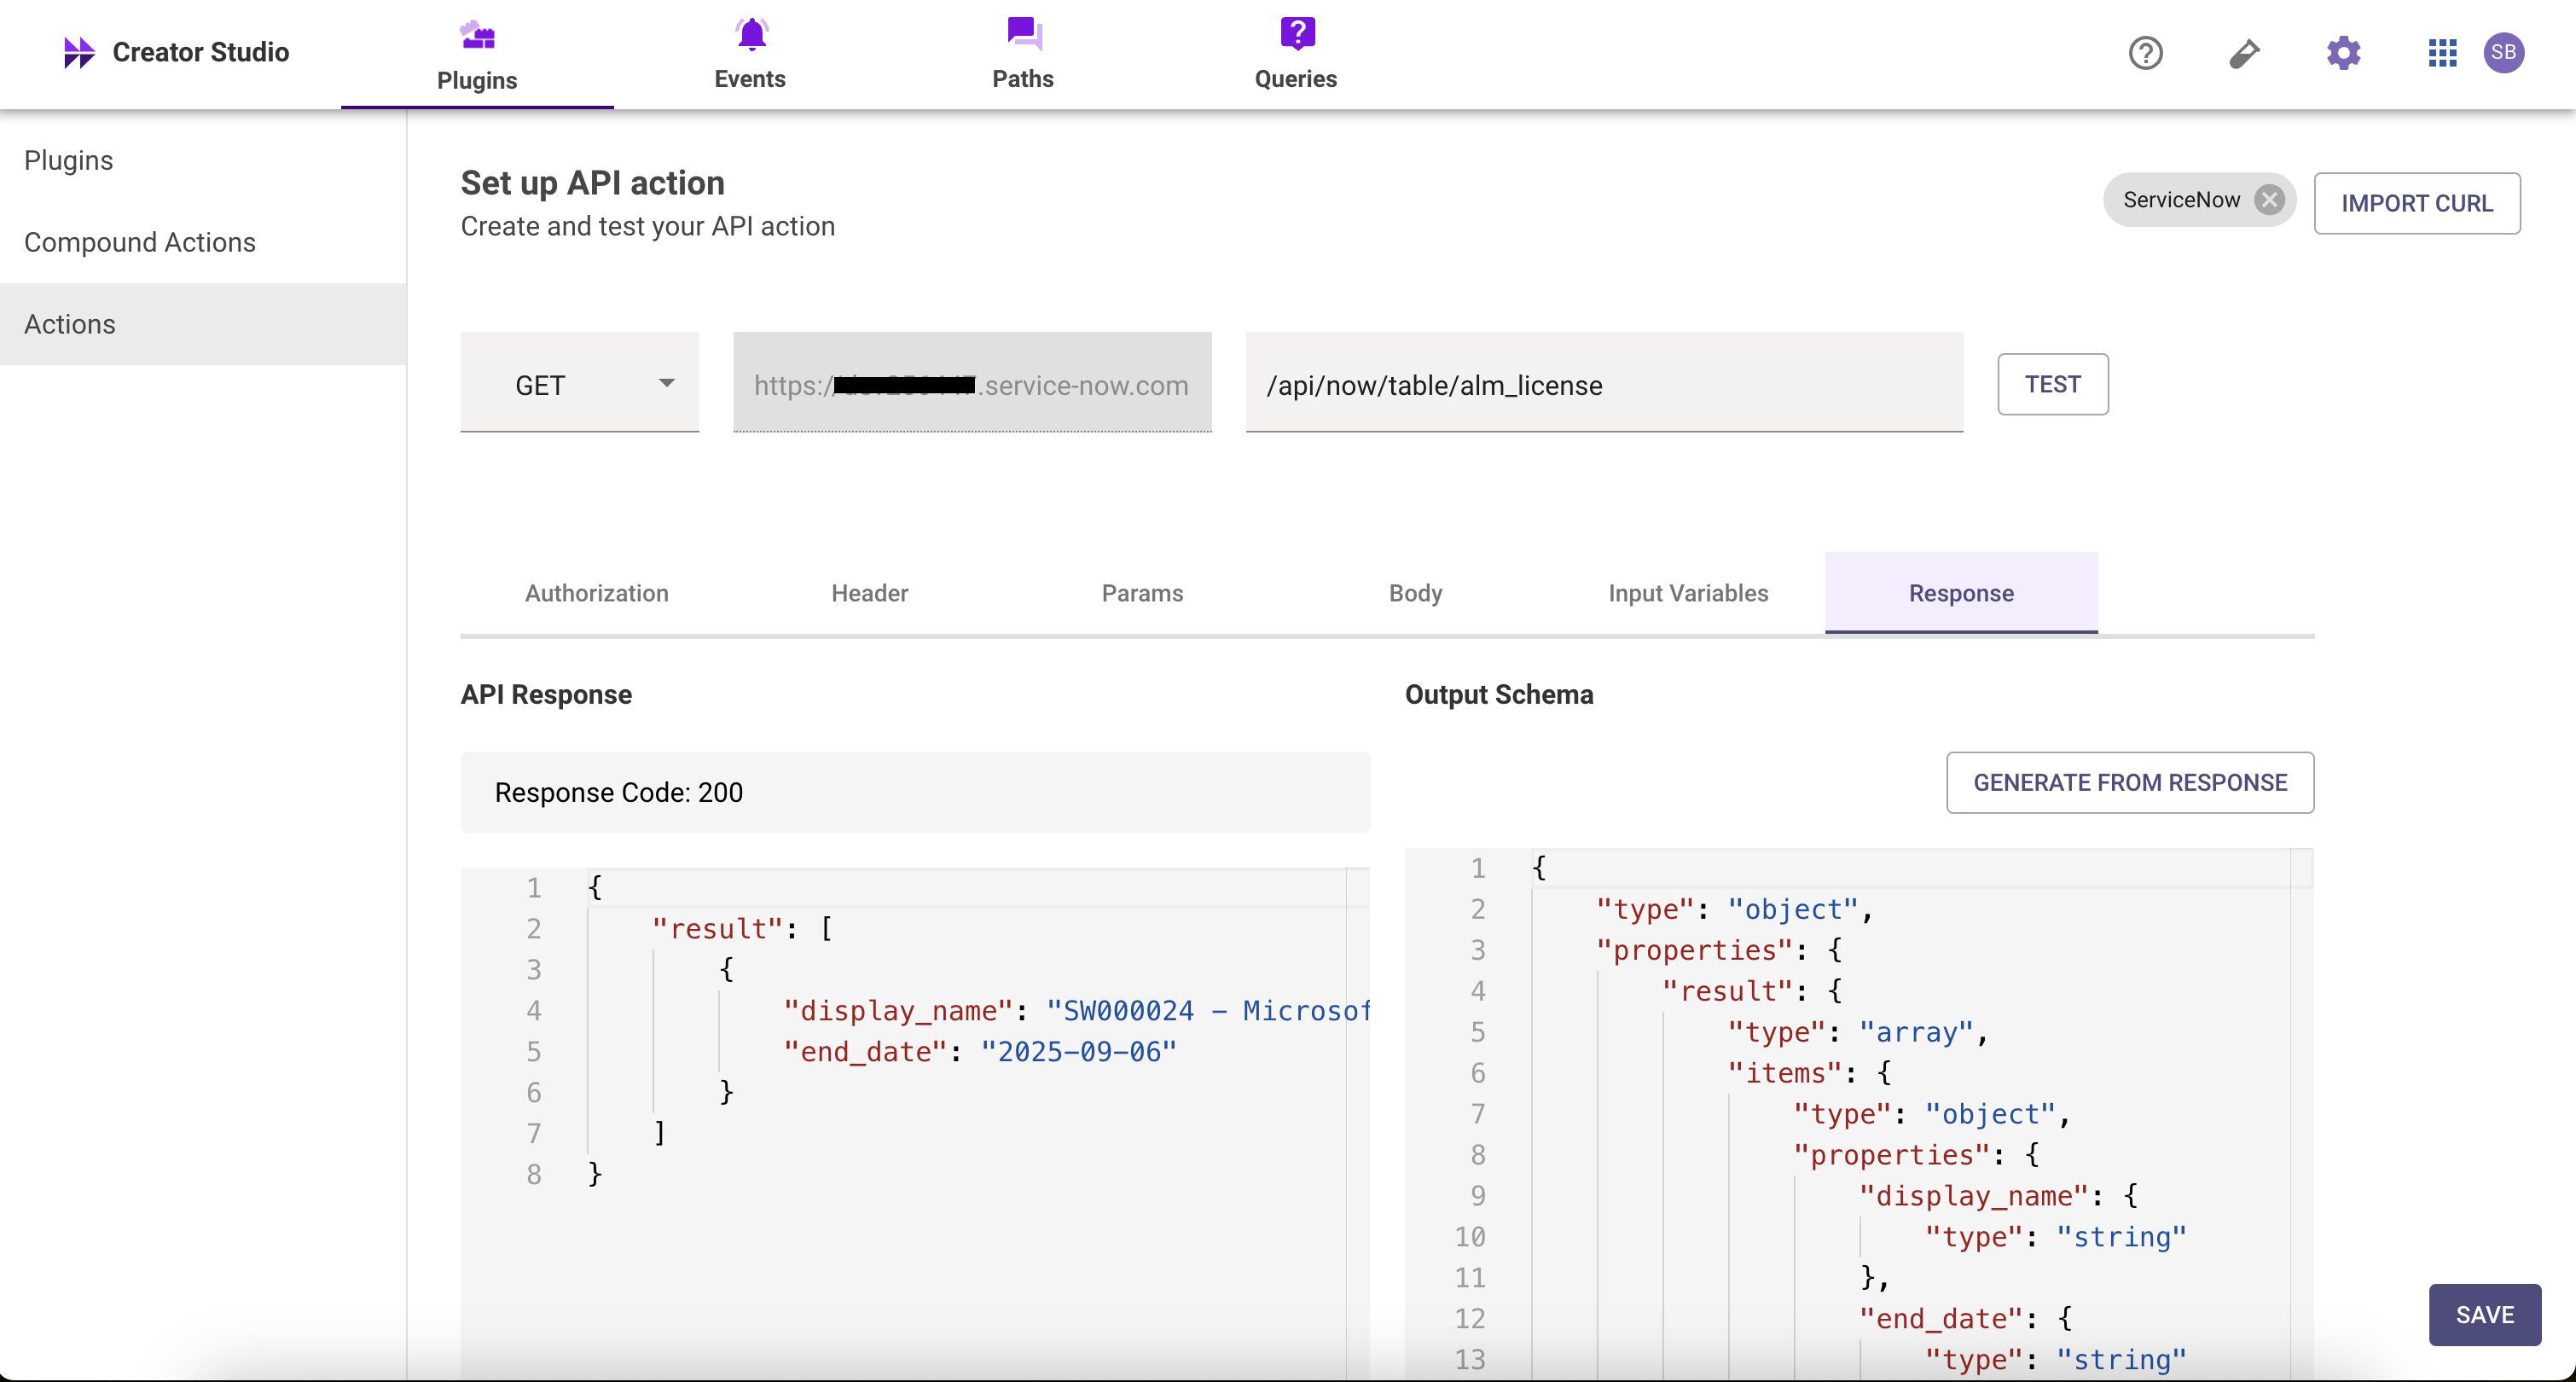 Creator Studio
Plugins
Events
Paths
Queries
SB
Plugins
Compound Actions
Actions
Set up API action
Create and test your API action
ServiceNow
IMPORT CURL
GET
https:/
.service-now.com
/api/now/table/alm_license
TEST
Authorization
Header
Params
Body
Input Variables
Response
API Response
Response Code: 200
1 {
2 "result": [
3 {
4 "display_name": "SW000024 – Microsof
5 "end_date": "2025-09-06"
6 }
7 ]
8 }
Output Schema
GENERATE FROM RESPONSE
1 {
2 "type": "object",
3 "properties": {
4 "result": {
5 "type": "array",
6 "items": {
7 "type": "object",
8 "properties": {
9 "display_name": {
10 "type": "string"
11 },
12 "end_date": {
13 "type": "string"
SAVE